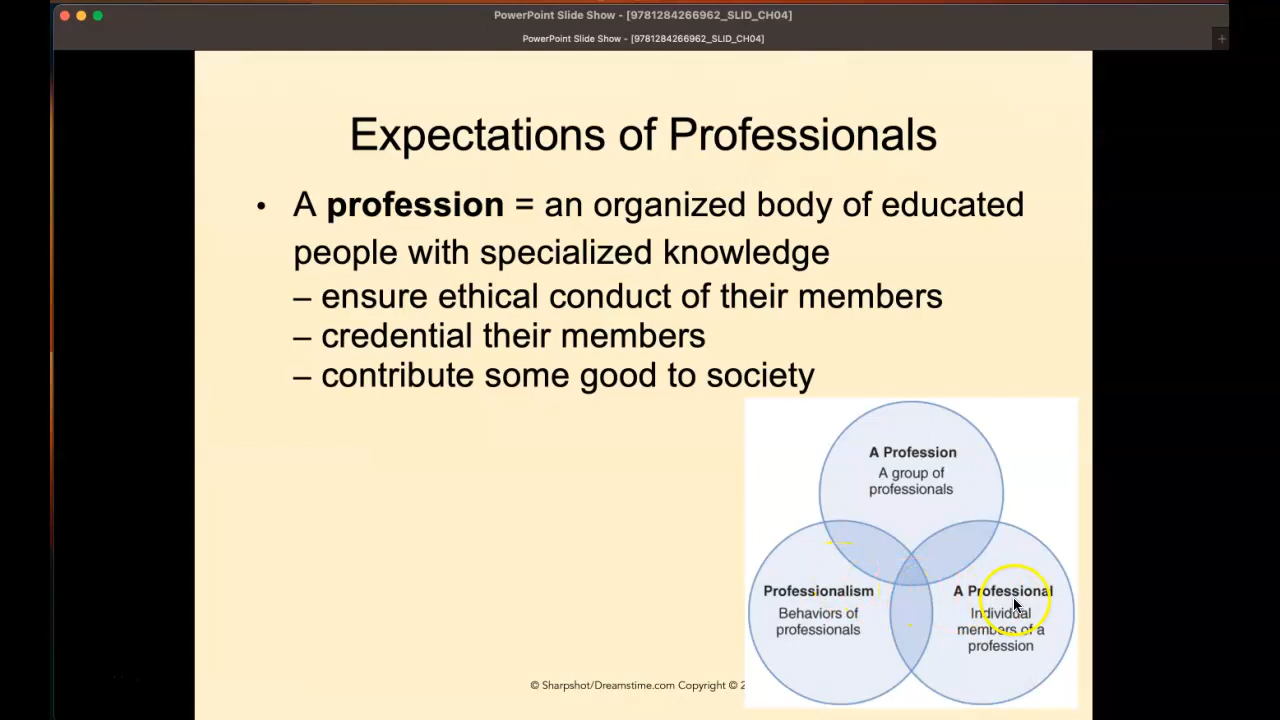 PowerPoint Slide Show - [9781284266962_SLID_CH04]
PowerPoint Slide Show - [9781284266962_SLID_CH04]
+
Expectations of Professionals
• A profession = an organized body of educated
people with specialized knowledge
– ensure ethical conduct of their members
– credential their members
– contribute some good to society
A Profession
A group of
professionals
Professionalism
Behaviors of
professionals
A Professional
Individual
members of a
profession
© Sharpshot/Dreamstime.com Copyright © 2